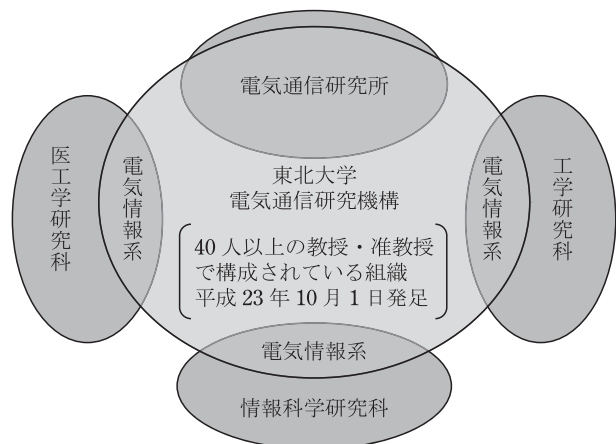 電気通信研究所
医工学研究科
電気情報系
東北大学
電気通信研究機構
40人以上の教授・准教授
で構成されている組織
平成23年10月1日発足
電気情報系
工学研究科
電気情報系
情報科学研究科